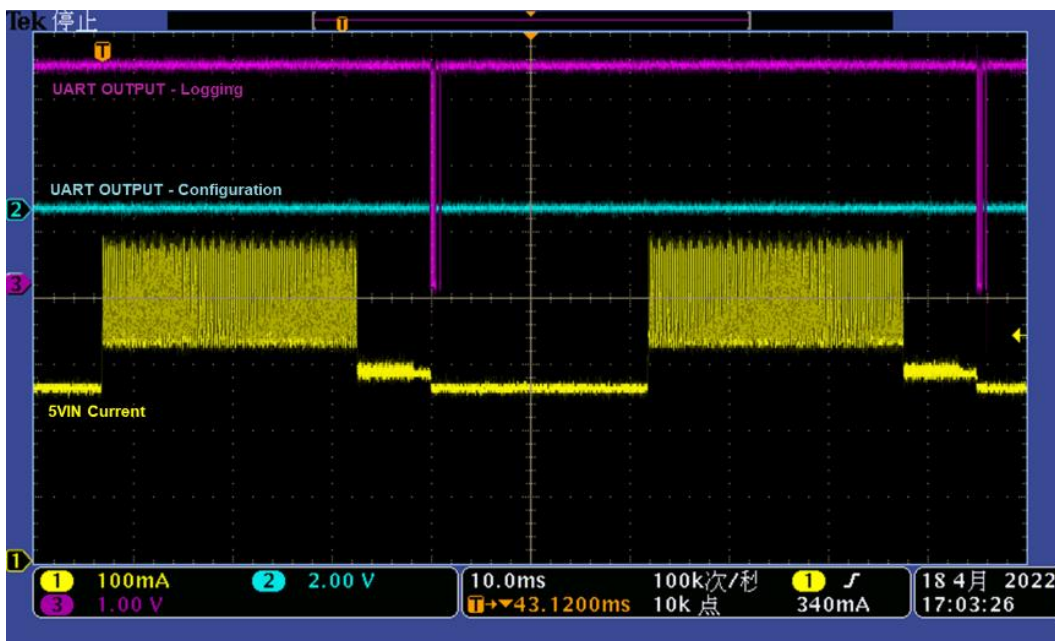 Tek 停止
T
T
UART OUTPUT - Logging
UART OUTPUT - Configuration
2
3
5VIN Current
1
1 100mA 2 2.00 V
3 1.00 V
10.0ms 100k次/秒 1
T→▼43.1200ms 10k 点 340mA
18 4月 2022
17:03:26